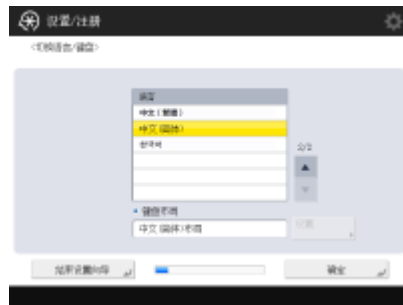 设置/注册
<切换语言/键盘>
语言
中文(繁體)
中文(简体)
한국어
2/2
键盘布局
中文(简体)布局
设置
结束设置向导
确定